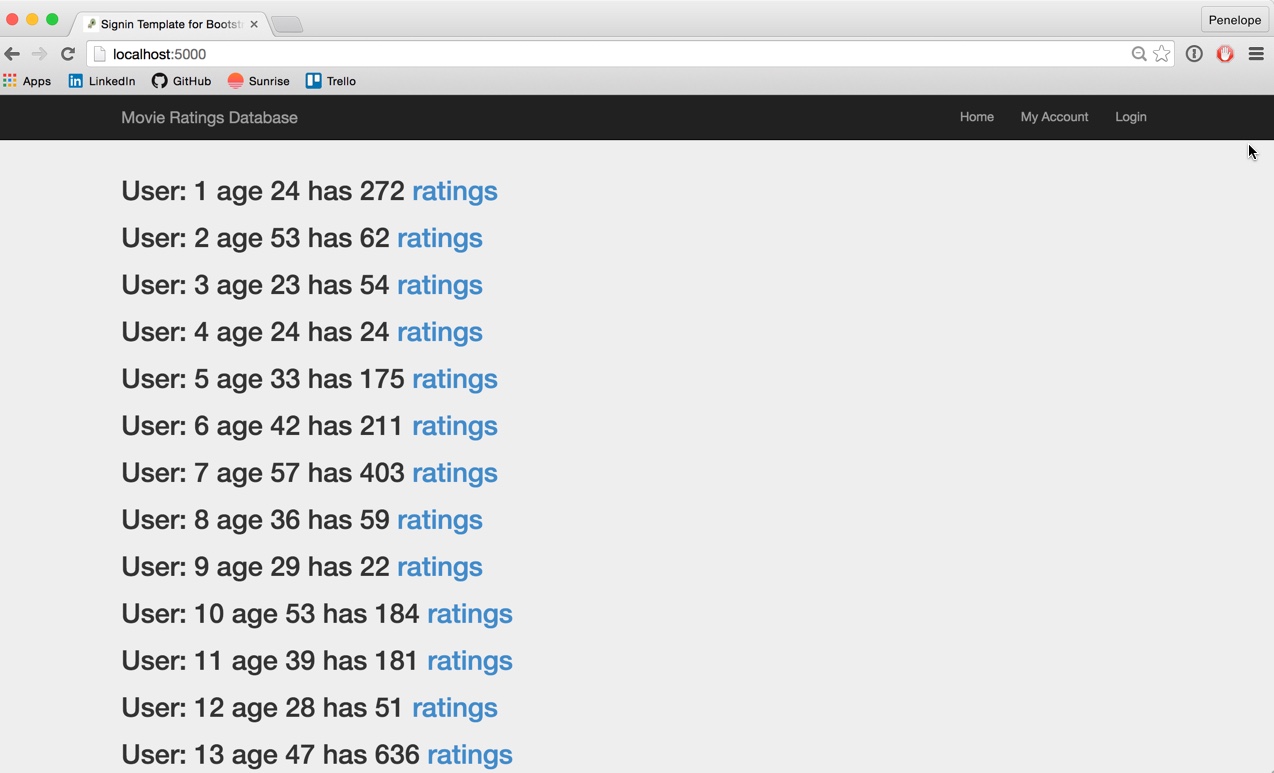 Signin Template for Bootst
Penelope
localhost:5000
Apps LinkedIn GitHub Sunrise Trello
Movie Ratings Database Home My Account Login
User: 1 age 24 has 272 ratings
User: 2 age 53 has 62 ratings
User: 3 age 23 has 54 ratings
User: 4 age 24 has 24 ratings
User: 5 age 33 has 175 ratings
User: 6 age 42 has 211 ratings
User: 7 age 57 has 403 ratings
User: 8 age 36 has 59 ratings
User: 9 age 29 has 22 ratings
User: 10 age 53 has 184 ratings
User: 11 age 39 has 181 ratings
User: 12 age 28 has 51 ratings
User: 13 age 47 has 636 ratings